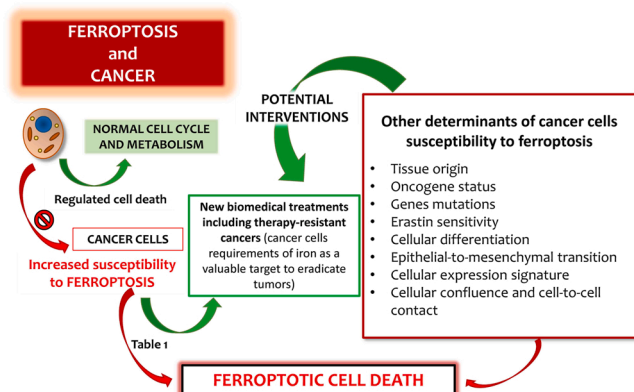 FERROPTOSIS
and
CANCER
POTENTIAL
INTERVENTIONS
NORMAL CELL CYCLE
AND METABOLISM
Regulated cell death
CANCER CELLS
Increased susceptibility
to FERROPTOSIS
Table 1
New biomedical treatments
including therapy-resistant
cancers (cancer cells
requirements of iron as a
valuable target to eradicate
tumors)
Other determinants of cancer cells
susceptibility to ferroptosis
• Tissue origin
• Oncogene status
• Genes mutations
• Erastin sensitivity
• Cellular differentiation
• Epithelial-to-mesenchymal transition
• Cellular expression signature
• Cellular confluence and cell-to-cell
contact
FERROPTOTIC CELL DEATH